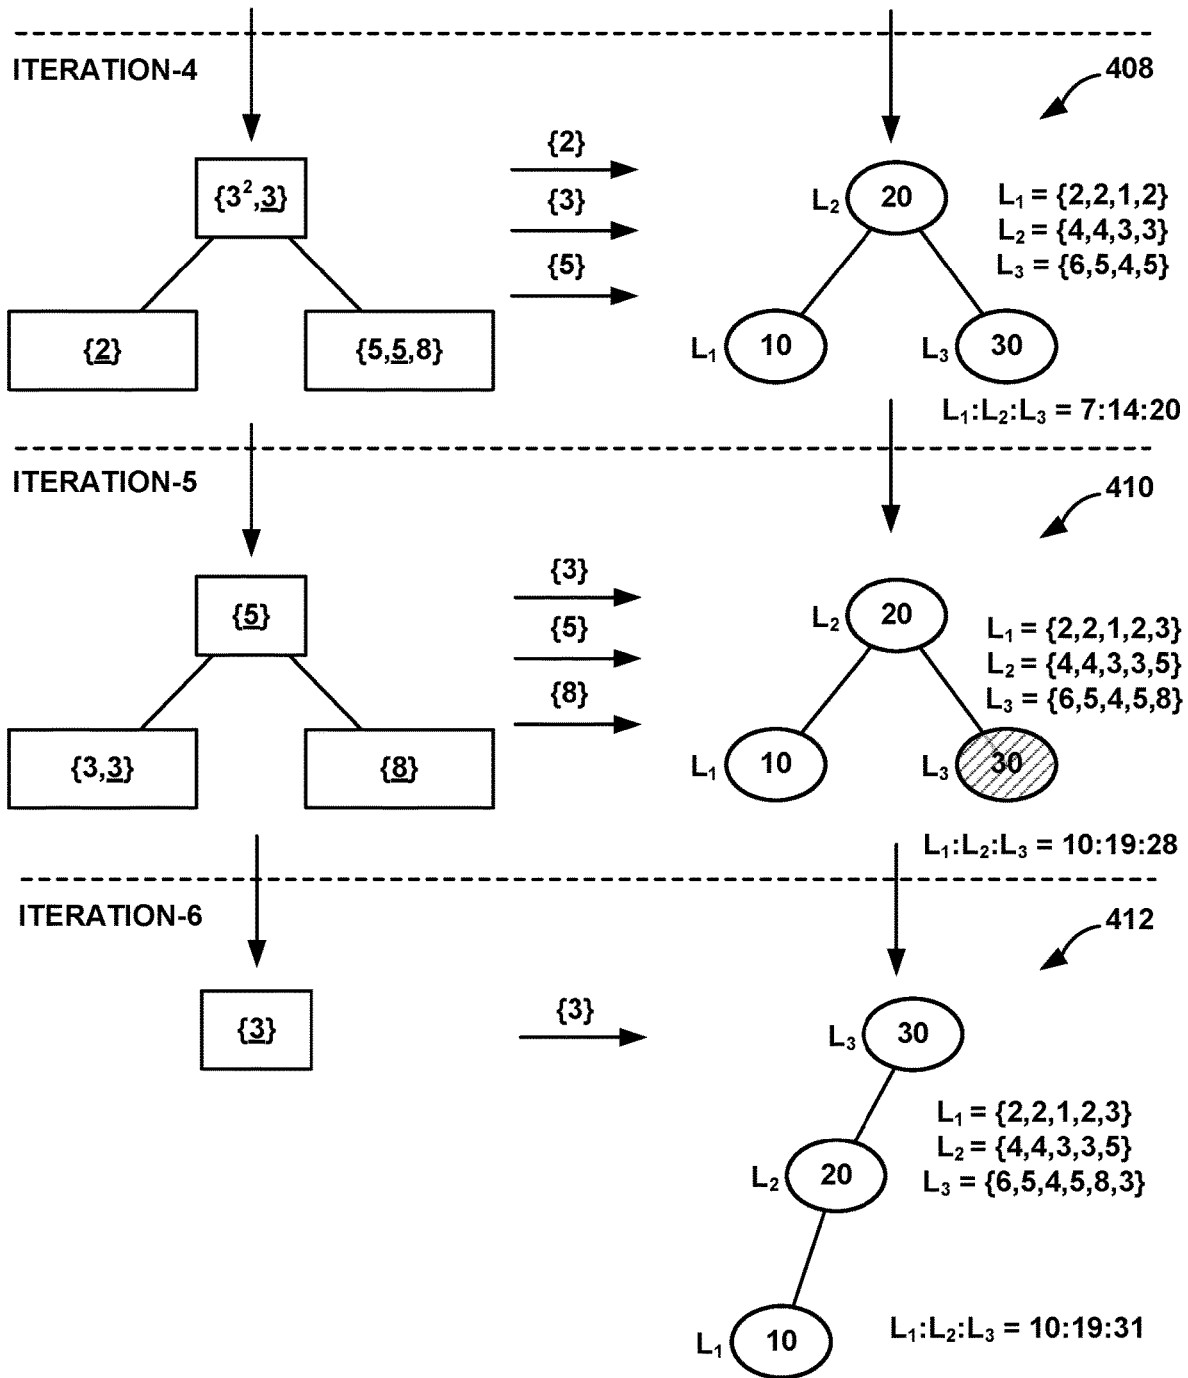 ITERATION-4
408
{3²,3}
{2}
{3}
{5}
{2}
{5,5,8}
L₂ 20
L₁ 10
L₃ 30
L₁ = {2,2,1,2}
L₂ = {4,4,3,3}
L₃ = {6,5,4,5}
L₁:L₂:L₃ = 7:14:20
ITERATION-5
410
{5}
{3}
{5}
{8}
{3,3}
{8}
L₂ 20
L₁ 10
L₃ 30
L₁ = {2,2,1,2,3}
L₂ = {4,4,3,3,5}
L₃ = {6,5,4,5,8}
L₁:L₂:L₃ = 10:19:28
ITERATION-6
412
{3}
{3}
L₃ 30
L₂ 20
L₁ 10
L₁ = {2,2,1,2,3}
L₂ = {4,4,3,3,5}
L₃ = {6,5,4,5,8,3}
L₁:L₂:L₃ = 10:19:31